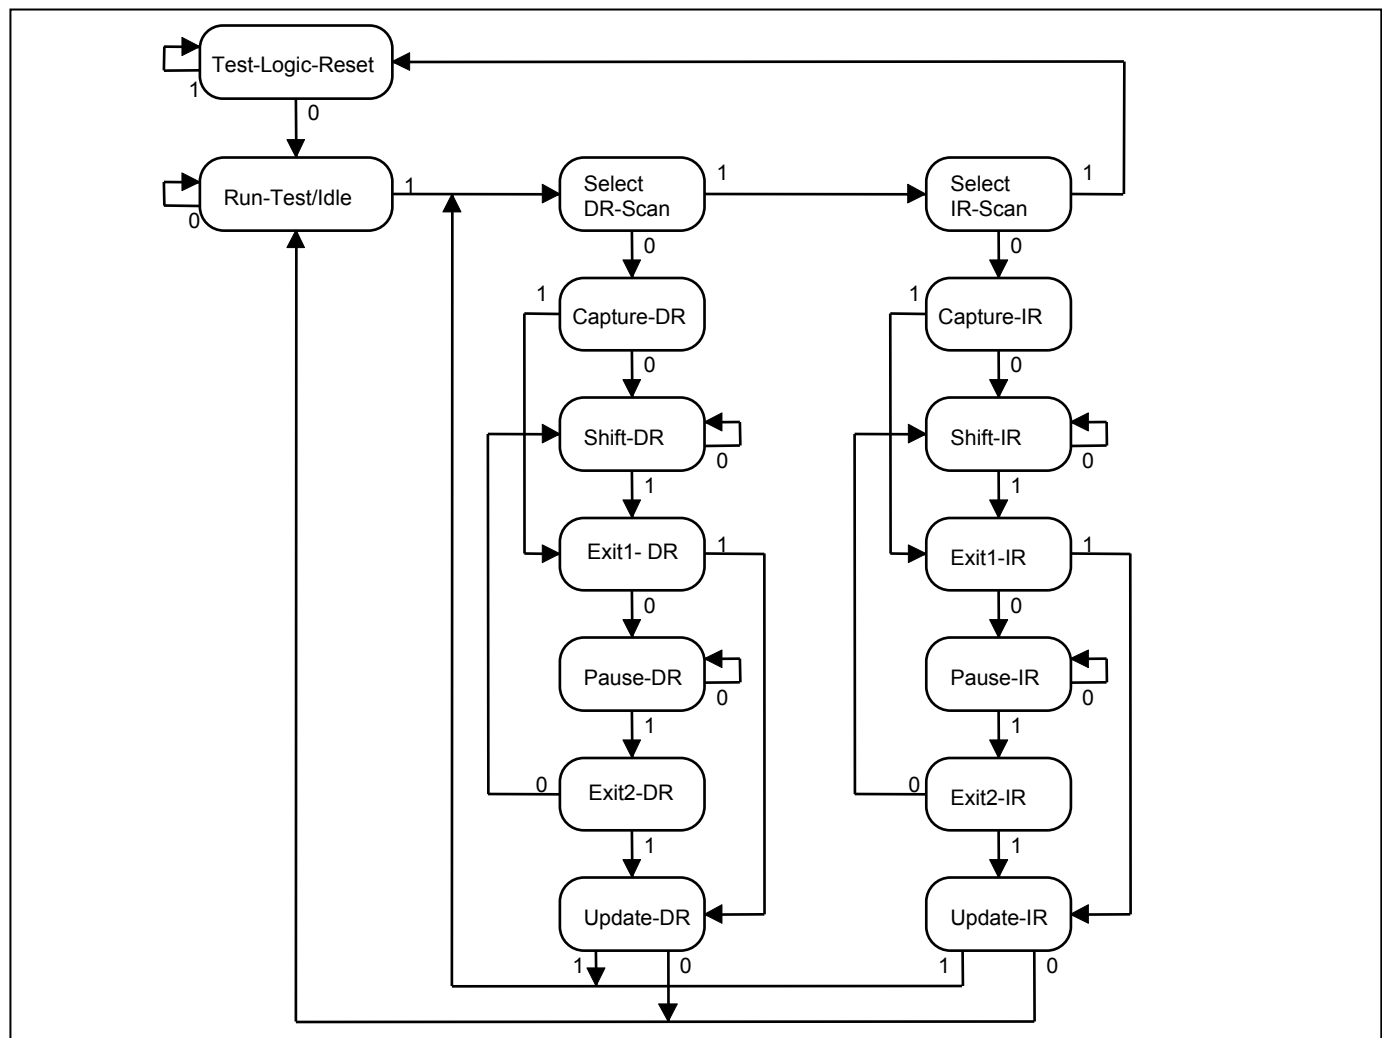 Test-Logic-Reset
1
0
Run-Test/Idle
0
1
Select
DR-Scan
1
0
Select
IR-Scan
1
0
1
Capture-DR
0
1
Capture-IR
0
Shift-DR
0
1
Shift-IR
0
1
Exit1- DR
1
0
Exit1-IR
1
0
Pause-DR
0
1
Pause-IR
0
1
0
Exit2-DR
1
0
Exit2-IR
1
Update-DR
1
0
Update-IR
1
0